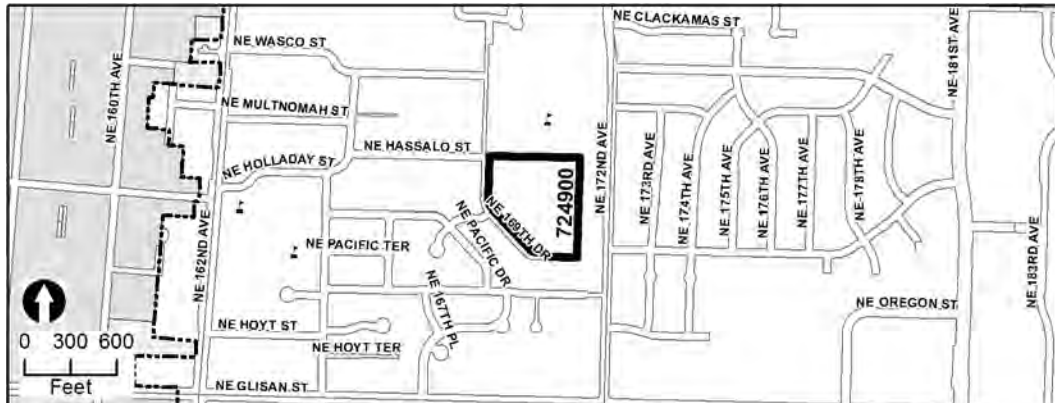 NE CLACKAMAS ST
NE WASCO ST
NE 160TH AVE
NE 181ST AVE
NE MULTNOMAH ST
NE HASSALO ST
NE HOLLADAY ST
NE 172ND AVE
NE 173RD AVE
NE 174TH AVE
NE 175TH AVE
NE 176TH AVE
NE 177TH AVE
NE 178TH AVE
724900
NE 169TH DR
NE 162ND AVE
NE PACIFIC TER
NE PACIFIC DR
NE 183RD AVE
NE 167TH PL
NE OREGON ST
NE HOYT ST
NE HOYT TER
NE GLISAN ST
0 300 600
Feet